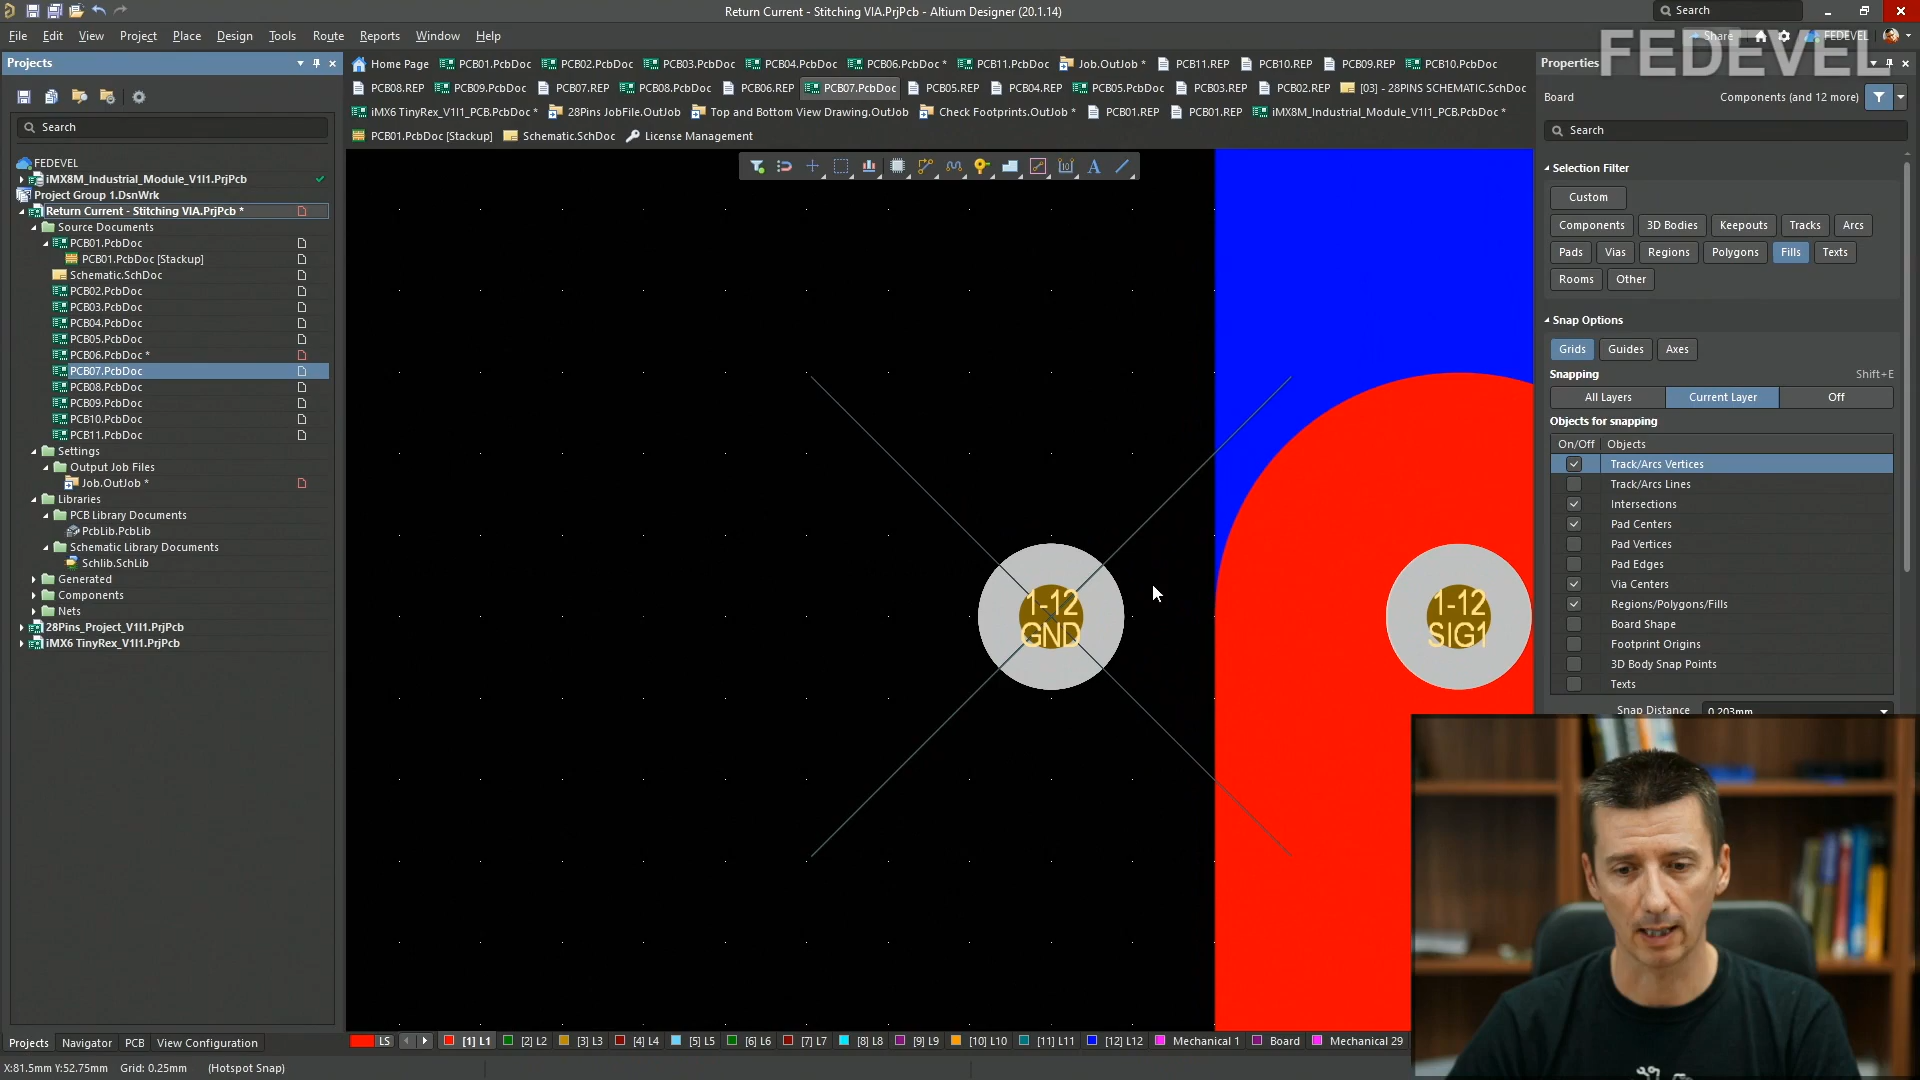 Return Current - Stitching VIA.PrjPcb - Altium Designer (20.1.14)
Search
File Edit View Project Place Design Tools Route Reports Window Help
Share
FEDEVEL
FEDEVEL
Projects
Search
FEDEVEL
iMX8M_Industrial_Module_V1I1.PrjPcb
Project Group 1.DsnWrk
Return Current - Stitching VIA.PrjPcb *
Source Documents
PCB01.PcbDoc
PCB01.PcbDoc [Stackup]
Schematic.SchDoc
PCB02.PcbDoc
PCB03.PcbDoc
PCB04.PcbDoc
PCB05.PcbDoc
PCB06.PcbDoc *
PCB07.PcbDoc
PCB08.PcbDoc
PCB09.PcbDoc
PCB10.PcbDoc
PCB11.PcbDoc
Settings
Output Job Files
Job.OutJob *
Libraries
PCB Library Documents
PcbLib.PcbLib
Schematic Library Documents
Schlib.SchLib
Generated
Components
Nets
28Pins_Project_V1I1.PrjPcb
iMX6 TinyRex_V1I1.PrjPcb
Projects Navigator PCB View Configuration
Home Page PCB01.PcbDoc PCB02.PcbDoc PCB03.PcbDoc PCB04.PcbDoc PCB06.PcbDoc * PCB11.PcbDoc Job.OutJob * PCB11.REP PCB10.REP PCB09.REP PCB10.PcbDoc
PCB08.REP PCB09.PcbDoc PCB07.REP PCB08.PcbDoc PCB06.REP PCB07.PcbDoc PCB05.REP PCB04.REP PCB05.PcbDoc PCB03.REP PCB02.REP [03] - 28PINS SCHEMATIC.SchDoc
iMX6 TinyRex_V1I1_PCB.PcbDoc * 28Pins JobFile.OutJob Top and Bottom View Drawing.OutJob Check Footprints.OutJob * PCB01.REP PCB01.REP iMX8M_Industrial_Module_V1I1_PCB.PcbDoc *
PCB01.PcbDoc [Stackup] Schematic.SchDoc License Management
1-12
GND
1-12
SIG1
Properties
Board Components (and 12 more)
Search
Selection Filter
Custom
Components 3D Bodies Keepouts Tracks Arcs
Pads Vias Regions Polygons Fills Texts
Rooms Other
Snap Options
Grids Guides Axes
Snapping Shift+E
All Layers Current Layer Off
Objects for snapping
On/Off Objects
Track/Arcs Vertices
Track/Arcs Lines
Intersections
Pad Centers
Pad Vertices
Pad Edges
Via Centers
Regions/Polygons/Fills
Board Shape
Footprint Origins
3D Body Snap Points
Texts
Snap Distance 0.203mm
LS [1] L1 [2] L2 [3] L3 [4] L4 [5] L5 [6] L6 [7] L7 [8] L8 [9] L9 [10] L10 [11] L11 [12] L12 Mechanical 1 Board Mechanical 29
X:81.5mm Y:52.75mm Grid: 0.25mm (Hotspot Snap)